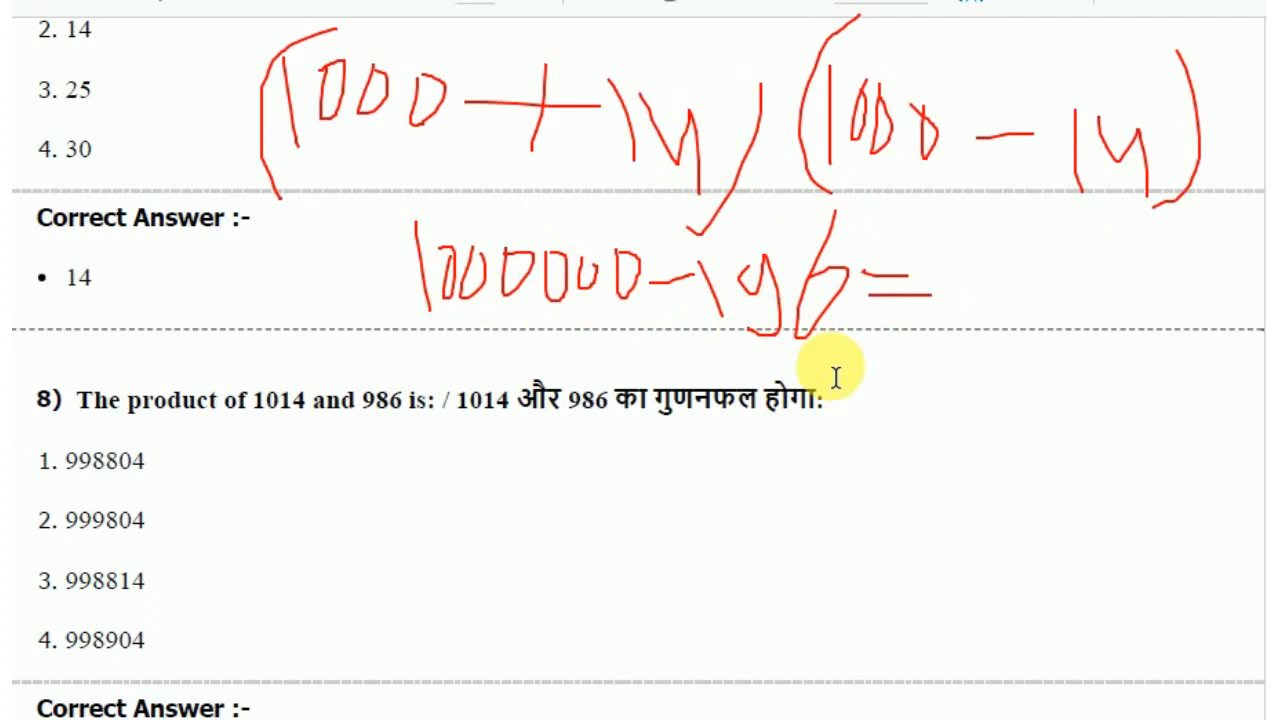 2. 14
3. 25
4. 30
(1000 + 14) (1000 - 14)
Correct Answer :-
• 14
1000000 - 196 =
8) The product of 1014 and 986 is: / 1014 और 986 का गुणनफल होगा:
1. 998804
2. 999804
3. 998814
4. 998904
Correct Answer :-